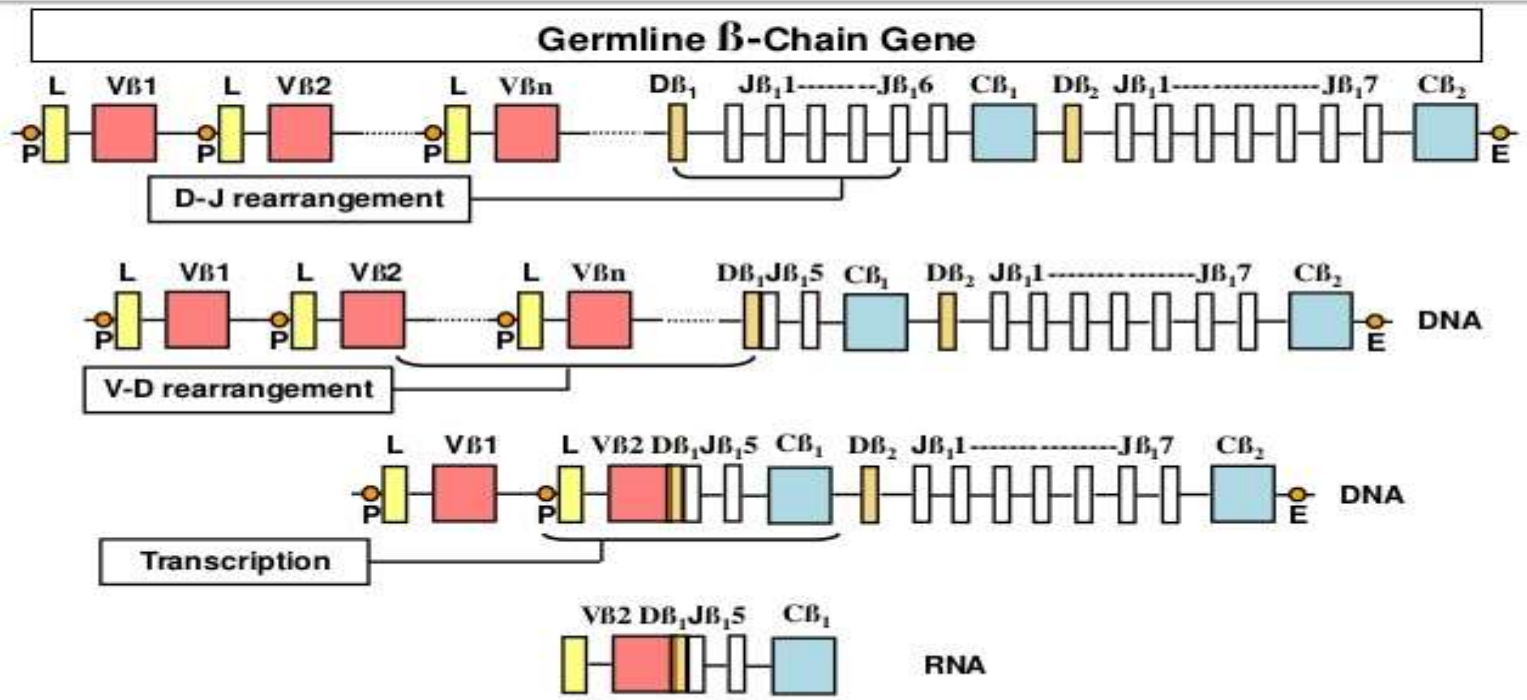 Germline ß-Chain Gene
L Vß1 L Vß2 L Vßn Dß₁ Jß₁1--------Jß₁6 Cß₁ Dß₂ Jß₁1---------------Jß₁7 Cß₂
P P P E
D-J rearrangement
L Vß1 L Vß2 L Vßn Dß₁Jß₁5 Cß₁ Dß₂ Jß₁1---------------Jß₁7 Cß₂
DNA
P P P E
V-D rearrangement
L Vß1 L Vß2 Dß₁Jß₁5 Cß₁ Dß₂ Jß₁1---------------Jß₁7 Cß₂
DNA
P P E
Transcription
Vß2 Dß₁Jß₁5 Cß₁
RNA